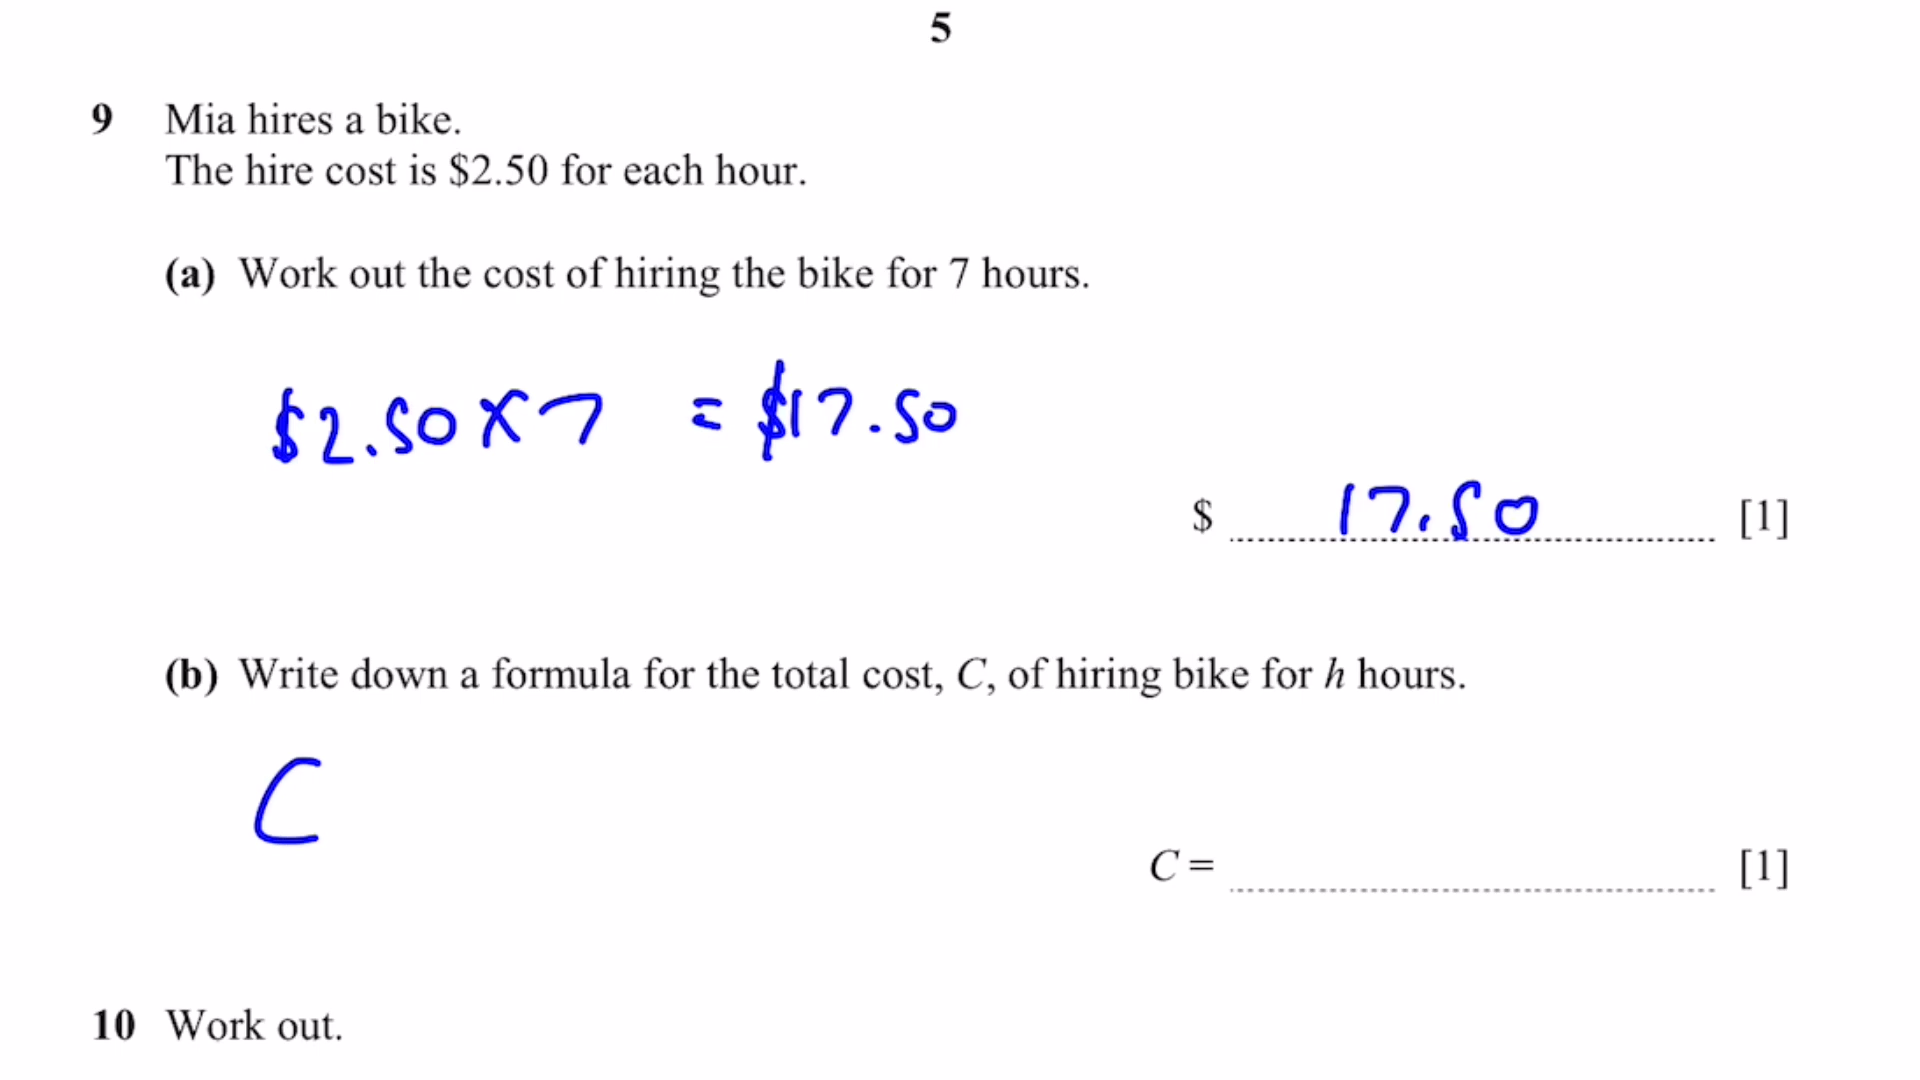 5
9 Mia hires a bike.
The hire cost is $2.50 for each hour.
(a) Work out the cost of hiring the bike for 7 hours.
$2.50 × 7 = $17.50
$ 17.50 [1]
(b) Write down a formula for the total cost, C, of hiring bike for h hours.
C
C = [1]
10 Work out.